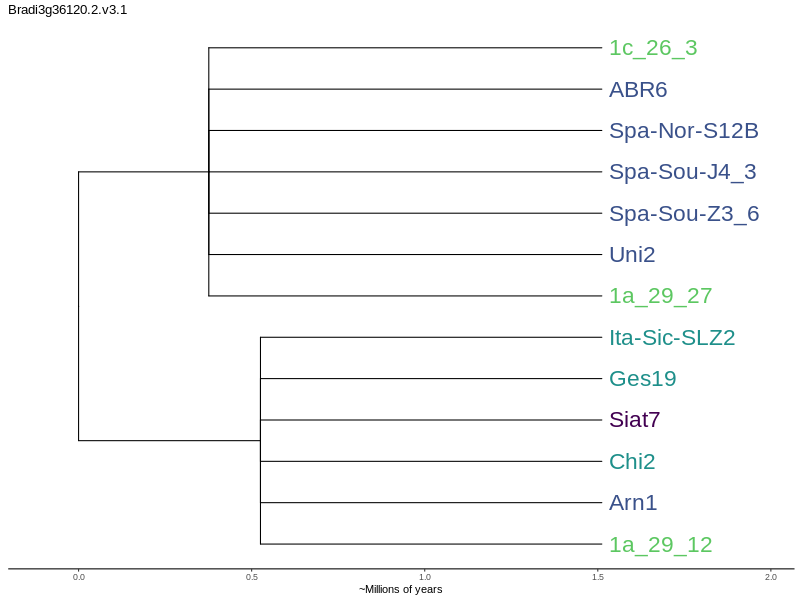 Bradi3g36120.2.v3.1
1c_26_3
ABR6
Spa-Nor-S12B
Spa-Sou-J4_3
Spa-Sou-Z3_6
Uni2
1a_29_27
Ita-Sic-SLZ2
Ges19
Siat7
Chi2
Arn1
1a_29_12
0.0 0.5 1.0 1.5 2.0
~Millions of years